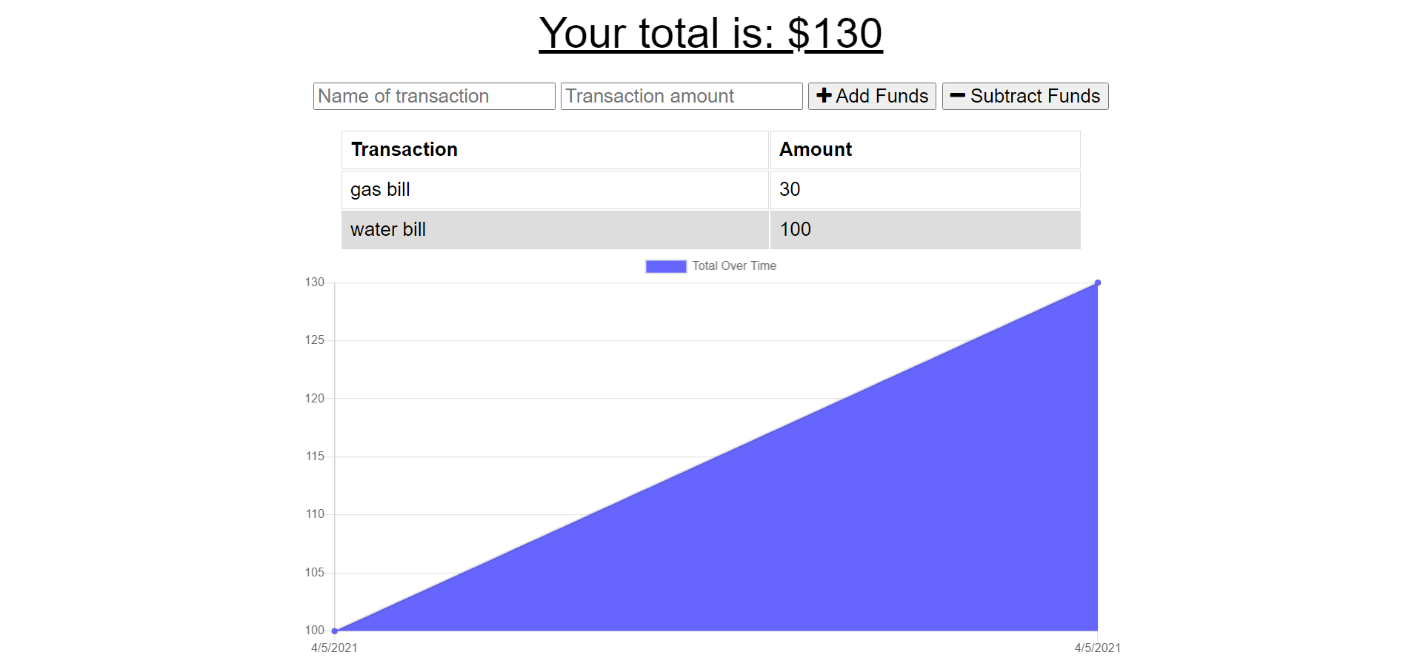 Your total is: $130
Name of transaction Transaction amount Add Funds Subtract Funds
Transaction Amount
gas bill 30
water bill 100
Total Over Time
130
125
120
115
110
105
100
4/5/2021 4/5/2021